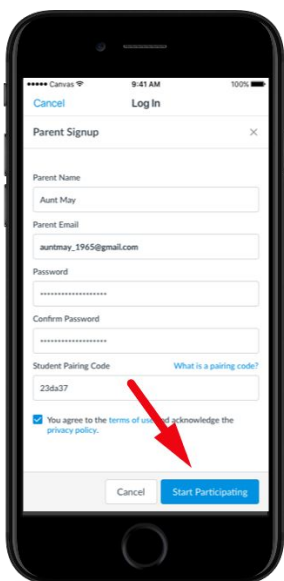 Canvas 9:41 AM 100%
Cancel Log In
Parent Signup ×
Parent Name
Aunt May
Parent Email
auntmay_1965@gmail.com
Password
Confirm Password
Student Pairing Code What is a pairing code?
23da37
You agree to the terms of use and acknowledge the
privacy policy.
Cancel Start Participating